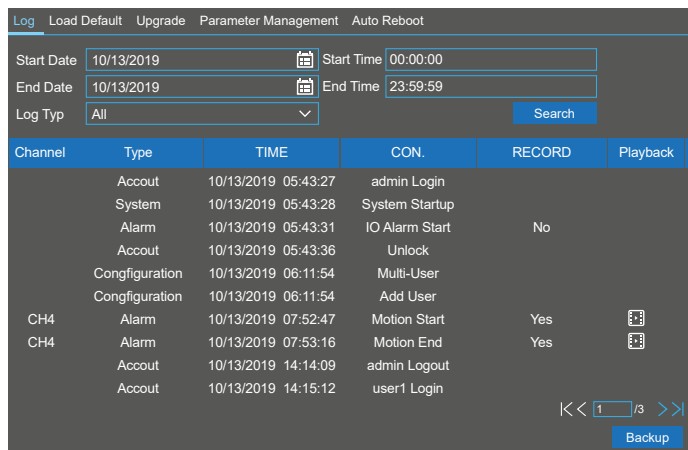 Log Load Default Upgrade Parameter Management Auto Reboot
Start Date 10/13/2019 Start Time 00:00:00
End Date 10/13/2019 End Time 23:59:59
Log Typ All Search
Channel Type TIME CON. RECORD Playback
Accout 10/13/2019 05:43:27 admin Login
System 10/13/2019 05:43:28 System Startup
Alarm 10/13/2019 05:43:31 IO Alarm Start No
Accout 10/13/2019 05:43:36 Unlock
Congfiguration 10/13/2019 06:11:54 Multi-User
Congfiguration 10/13/2019 06:11:54 Add User
CH4 Alarm 10/13/2019 07:52:47 Motion Start Yes
CH4 Alarm 10/13/2019 07:53:16 Motion End Yes
Accout 10/13/2019 14:14:09 admin Logout
Accout 10/13/2019 14:15:12 user1 Login
1 /3
Backup